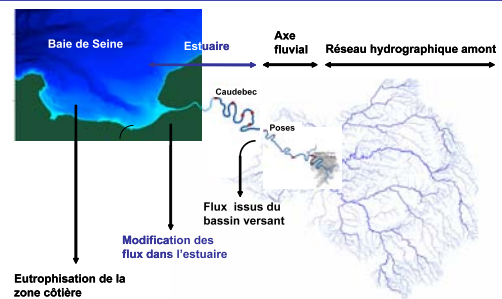 Baie de Seine
Estuaire
Axe
fluvial
Réseau hydrographique amont
Caudebec
Poses
Flux issus du
bassin versant
Modification des
flux dans l'estuaire
Eutrophisation de la
zone côtière